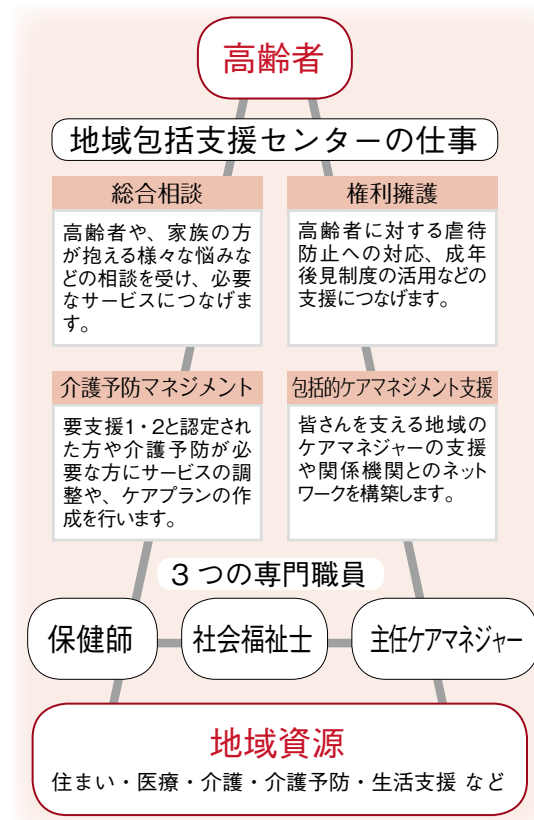 高齢者
地域包括支援センターの仕事
総合相談
高齢者や、家族の方
が抱える様々な悩みな
どの相談を受け、必要
なサービスにつなげま
す。
権利擁護
高齢者に対する虐待
防止への対応、成年
後見制度の活用などの
支援につなげます。
介護予防マネジメント
要支援1・2と認定され
た方や介護予防が必
要な方にサービスの調
整や、ケアプランの作
成を行います。
包括的ケアマネジメント支援
皆さんを支える地域の
ケアマネジャーの支援
や関係機関とのネット
ワークを構築します。
3つの専門職員
保健師
社会福祉士
主任ケアマネジャー
地域資源
住まい・医療・介護・介護予防・生活支援 など